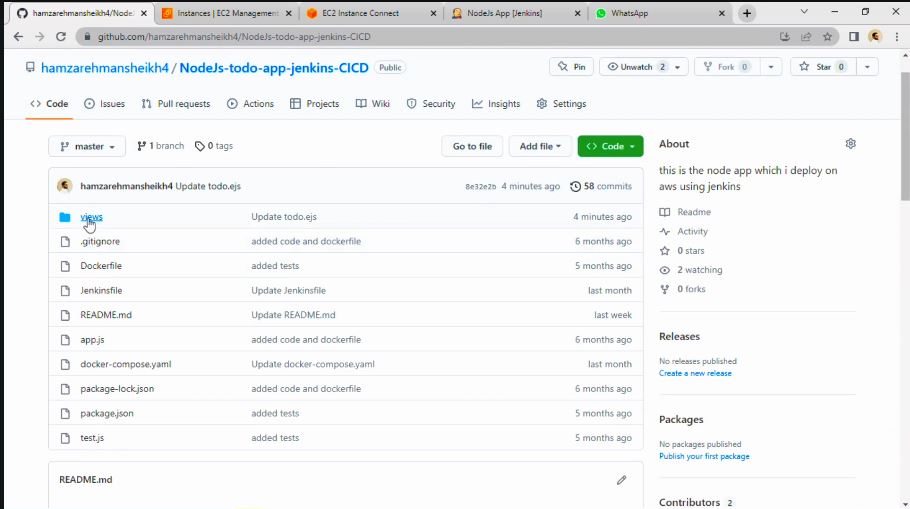 hamzarehmansheikh4/NodeJ
Instances | EC2 Management
EC2 Instance Connect
NodeJs App [Jenkins]
WhatsApp
github.com/hamzarehmansheikh4/NodeJs-todo-app-jenkins-CICD
hamzarehmansheikh4 / NodeJs-todo-app-jenkins-CICD Public
Pin
Unwatch 2
Fork 0
Star 0
<> Code
Issues
Pull requests
Actions
Projects
Wiki
Security
Insights
Settings
master
1 branch
0 tags
Go to file
Add file
<> Code
hamzarehmansheikh4 Update todo.ejs
8e32e2b 4 minutes ago 58 commits
views Update todo.ejs 4 minutes ago
.gitignore added code and dockerfile 6 months ago
Dockerfile added tests 5 months ago
Jenkinsfile Update Jenkinsfile last month
README.md Update README.md last week
app.js added code and dockerfile 6 months ago
docker-compose.yaml Update docker-compose.yaml last month
package-lock.json added code and dockerfile 6 months ago
package.json added tests 5 months ago
test.js added tests 5 months ago
README.md
About
this is the node app which i deploy on
aws using jenkins
Readme
Activity
0 stars
2 watching
0 forks
Releases
No releases published
Create a new release
Packages
No packages published
Publish your first package
Contributors 2